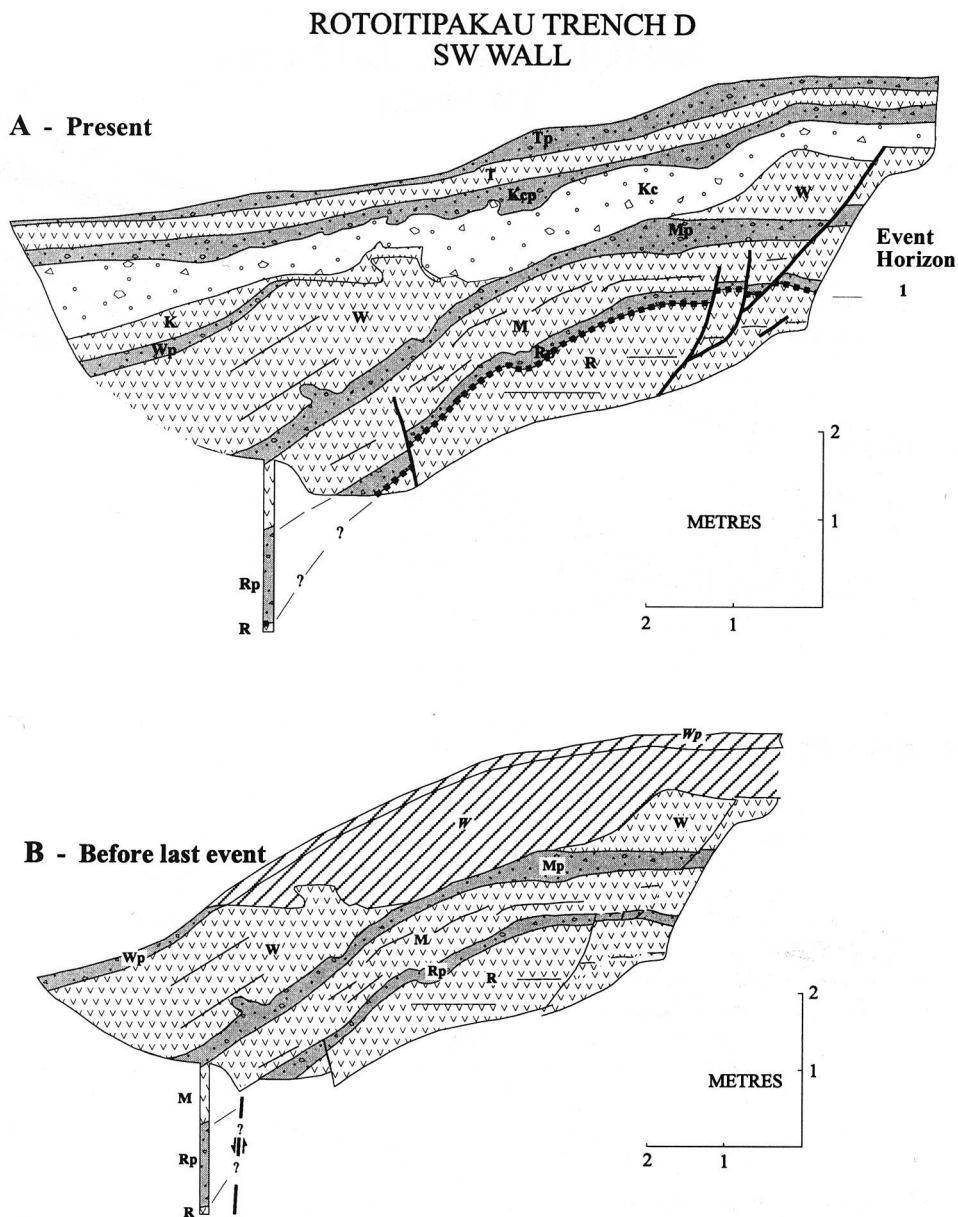 ROTOITIPAKAU TRENCH D
SW WALL
A - Present
Tp
T
Kcp
Kc
W
Mp
Event
Horizon
1
K
W
M
Wp
Rp
R
2
METRES
1
?
?
Rp
R
2
1
Wp
W
W
B - Before last event
Mp
Wp
W
M
Rp
R
2
1
METRES
M
?
Rp
?
R
2
1